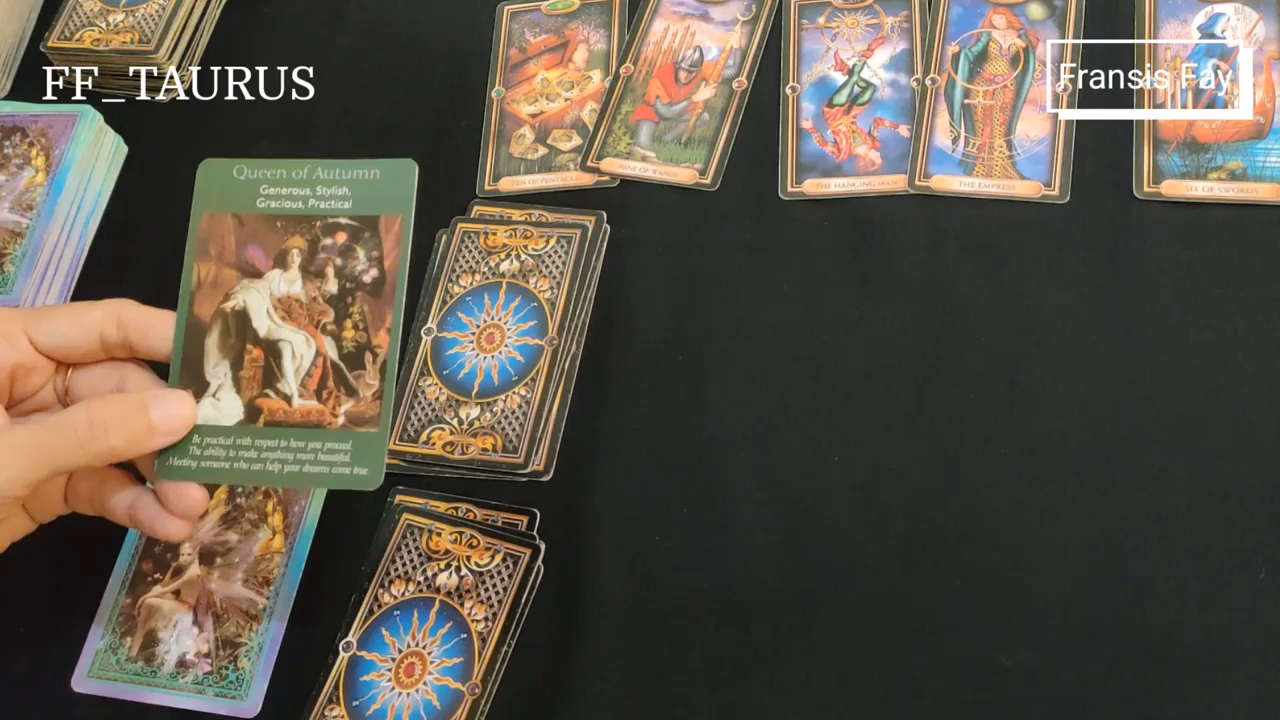 FF_TAURUS
Fransis Fay
TEN OF PENTACLES
NINE OF WANDS
THE HANGING MAN
THE EMPRESS
SIX OF SWORDS
Queen of Autumn
Generous, Stylish,
Gracious, Practical
Be practical with respect to how you proceed.
The ability to make anything more beautiful.
Meeting someone who can help your dreams come true.